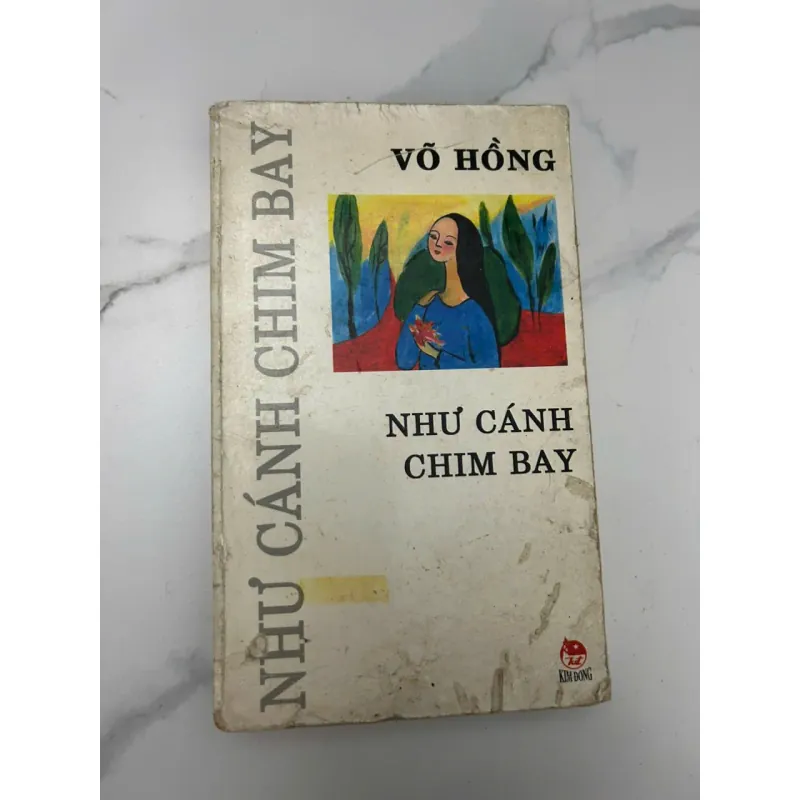 VÕ HỒNG
NHƯ CÁNH
CHIM BAY
NHƯ CÁNH CHIM BAY
KIM ĐỒNG